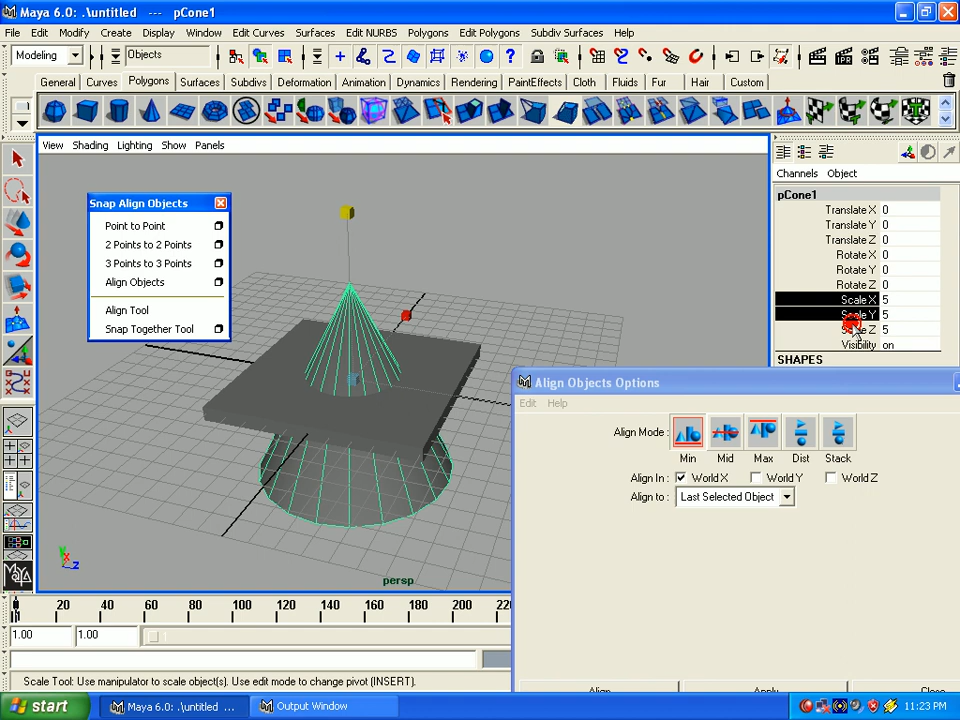 Maya 6.0: .\untitled --- pCone1
File Edit Modify Create Display Window Edit Curves Surfaces Edit NURBS Polygons Edit Polygons Subdiv Surfaces Help
Modeling Objects
General Curves Polygons Surfaces Subdivs Deformation Animation Dynamics Rendering PaintEffects Cloth Fluids Fur Hair Custom
View Shading Lighting Show Panels
Channels Object
pCone1
Translate X 0
Translate Y 0
Translate Z 0
Rotate X 0
Rotate Y 0
Rotate Z 0
Scale X 5
Scale Y 5
Scale Z 5
Visibility on
SHAPES
Snap Align Objects
Point to Point
2 Points to 2 Points
3 Points to 3 Points
Align Objects
Align Tool
Snap Together Tool
Align Objects Options
Edit Help
Align Mode :
Min Mid Max Dist Stack
Align In : World X World Y World Z
Align to : Last Selected Object
Align Apply Close
persp
y x z
MAYA
20 40 60 80 100 120 140 160 180 200
1.00 1.00
Scale Tool: Use manipulator to scale object(s). Use edit mode to change pivot (INSERT).
start Maya 6.0: .\untitled ... Output Window 11:23 PM